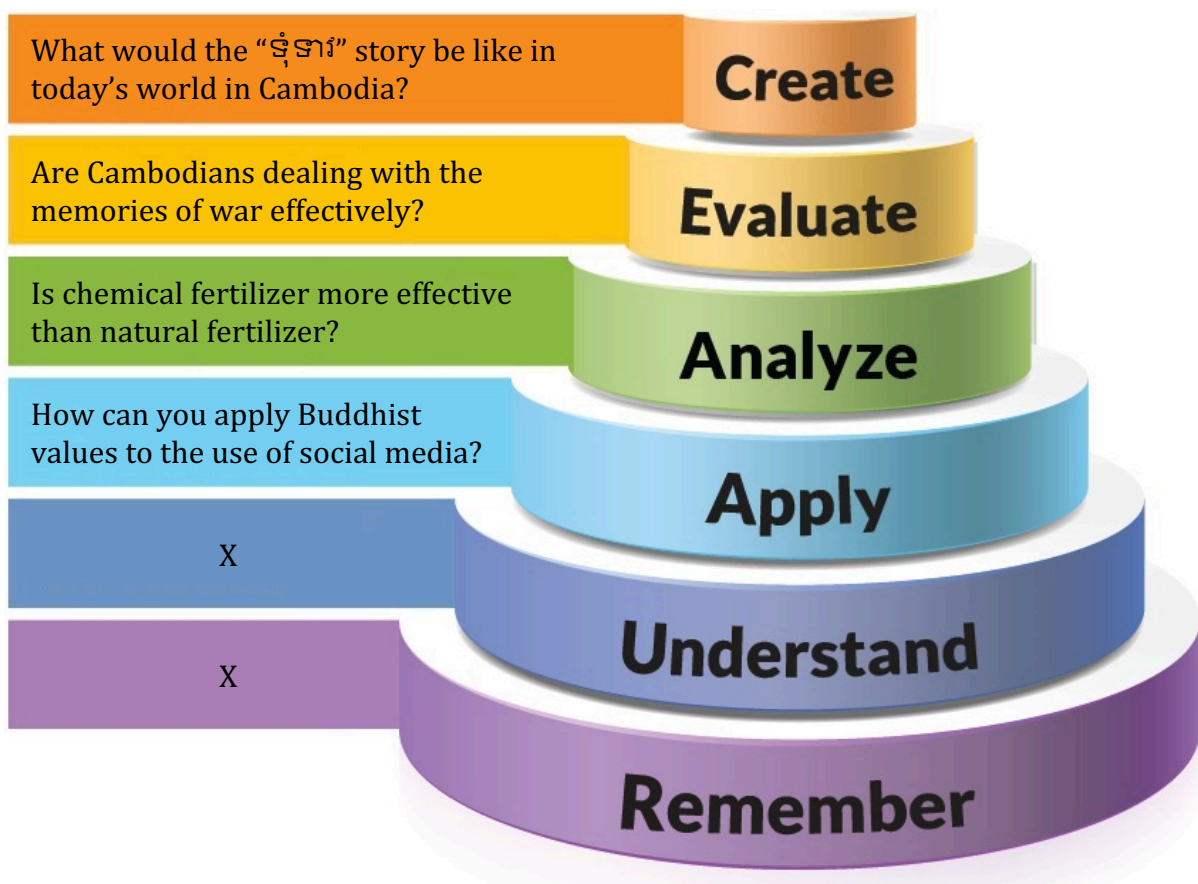 What would the “ទុំទាវ” story be like in
today’s world in Cambodia?
Create
Are Cambodians dealing with the
memories of war effectively?
Evaluate
Is chemical fertilizer more effective
than natural fertilizer?
Analyze
How can you apply Buddhist
values to the use of social media?
Apply
X
Understand
X
Remember